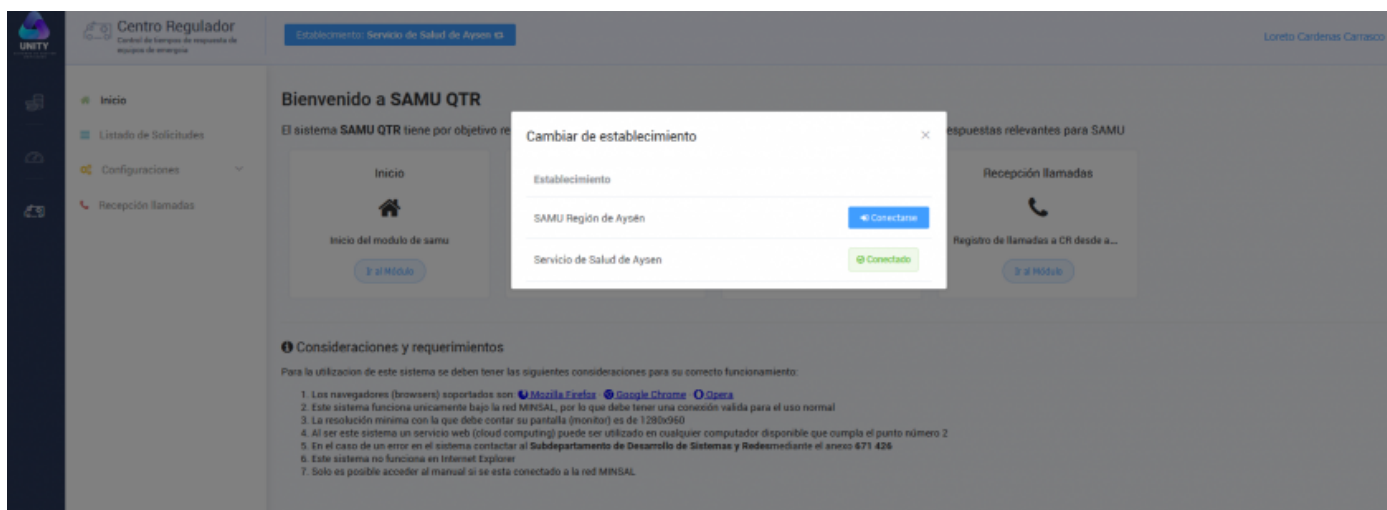 UNITY
Centro Regulador
Control de tiempos de respuesta de
equipos de emergia
Establecimiento: Servicio de Salud de Aysen
Loreto Cardenas Carrasco
Inicio
Listado de Solicitudes
Configuraciones
Recepción llamadas
Bienvenido a SAMU QTR
El sistema SAMU QTR tiene por objetivo re
espuestas relevantes para SAMU
Inicio
Inicio del modulo de samu
Ir al Módulo
Cambiar de establecimiento
×
Establecimiento
SAMU Región de Aysén
Conectarse
Servicio de Salud de Aysen
Conectado
Recepción llamadas
Registro de llamadas a CR desde a...
Ir al Módulo
Consideraciones y requerimientos
Para la utilizacion de este sistema se deben tener las siguientes consideraciones para su correcto funcionamiento:
1. Los navegadores (browsers) soportados son: Mozilla Firefox Google Chrome Opera
2. Este sistema funciona unicamente bajo la red MINSAL, por lo que debe tener una conexión valida para el uso normal
3. La resolución minima con la que debe contar su pantalla (monitor) es de 1280x960
4. Al ser este sistema un servicio web (cloud computing) puede ser utilizado en cualquier computador disponible que cumpla el punto número 2
5. En el caso de un error en el sistema contactar al Subdepartamento de Desarrollo de Sistemas y Redesmediante el anexo 671 426
6. Este sistema no funciona en Internet Explorer
7. Solo es posible acceder al manual si se esta conectado a la red MINSAL